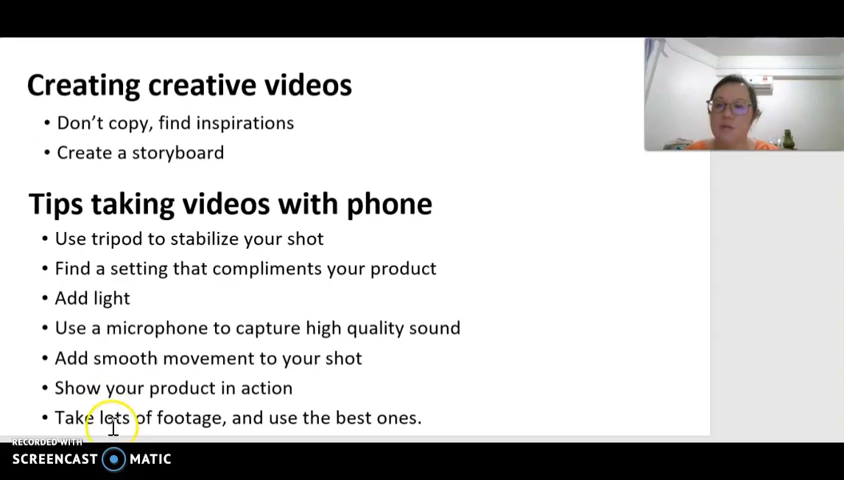 Creating creative videos
• Don’t copy, find inspirations
• Create a storyboard
Tips taking videos with phone
• Use tripod to stabilize your shot
• Find a setting that compliments your product
• Add light
• Use a microphone to capture high quality sound
• Add smooth movement to your shot
• Show your product in action
• Take lots of footage, and use the best ones.
RECORDED WITH
SCREENCAST MATIC